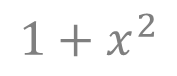 1 + x²